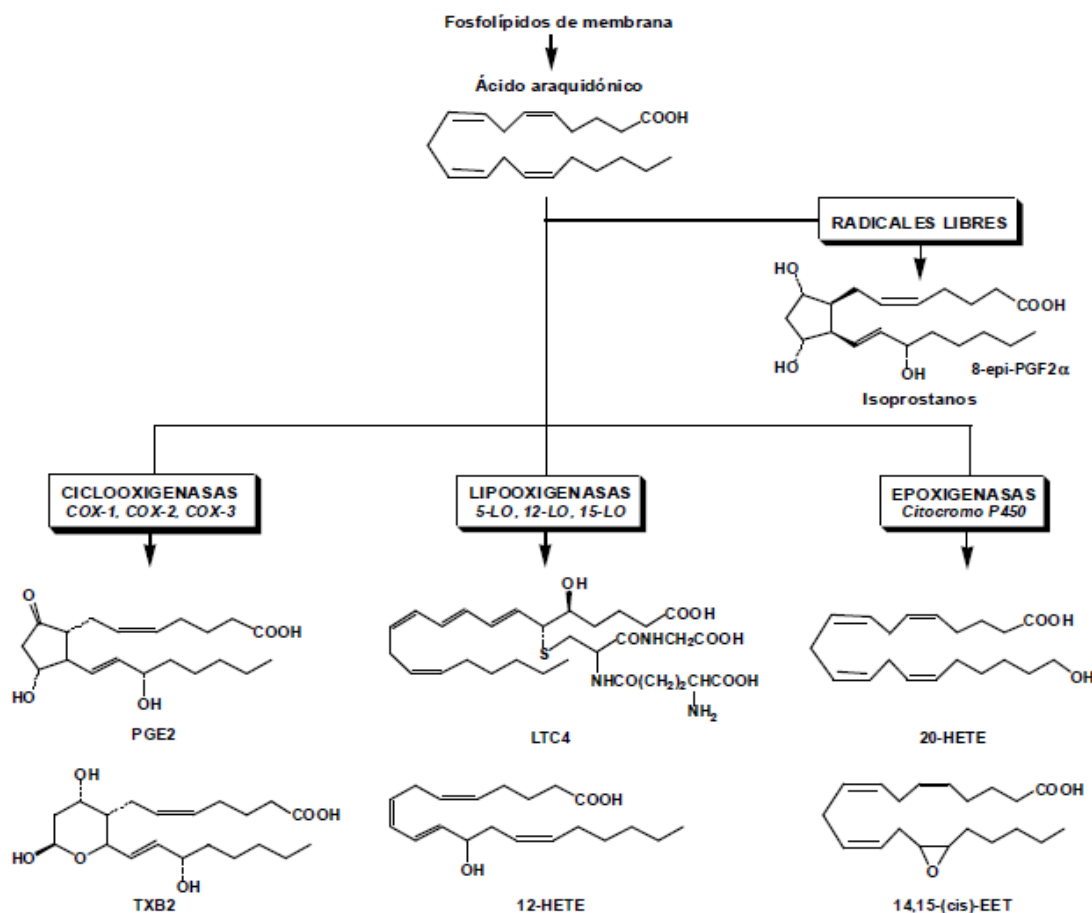 Fosfolípidos de membrana
Ácido araquidónico
COOH
RADICALES LIBRES
HO
COOH
HO
OH
8-epi-PGF2α
Isoprostanos
CICLOOXIGENASAS
COX-1, COX-2, COX-3
LIPOOXIGENASAS
5-LO, 12-LO, 15-LO
EPOXIGENASAS
Citocromo P450
O
COOH
HO
OH
PGE2
OH
COOH
S
CONHCH₂COOH
NHCO(CH₂)₂CHCOOH
NH₂
LTC4
COOH
OH
20-HETE
OH
COOH
HO
O
OH
TXB2
COOH
OH
12-HETE
COOH
O
14,15-(cis)-EET